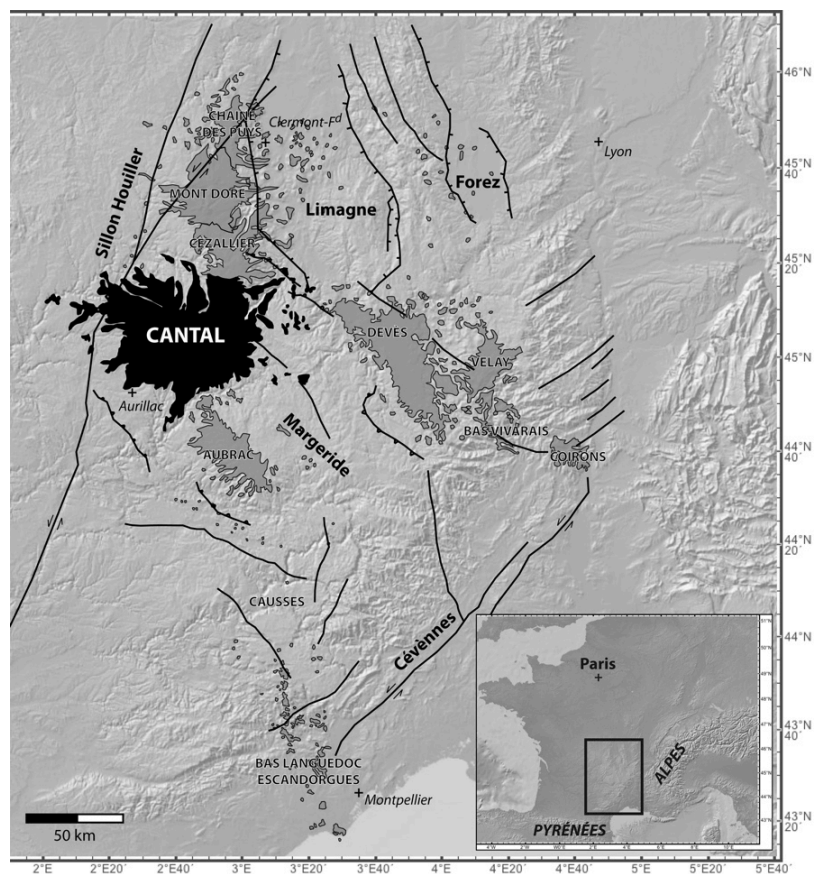 46°N
CHAINE
DES PUYS
Clermont-Fd
Lyon
45°N
40'
Sillon Houiller
MONT DORE
Limagne
Forez
CEZALLIER
45°N
20'
CANTAL
DEVES
45°N
VELAY
Aurillac
Margeride
BAS VIVARAIS
44°N
40'
AUBRAC
COIRONS
44°N
20'
CAUSSES
Cévènnes
44°N
Paris
43°N
40'
ALPES
BAS LANGUEDOC
ESCANDORGUES
Montpellier
43°N
20'
50 km
PYRÉNÉES
2°E 2°E20' 2°E40' 3°E 3°E20' 3°E40' 4°E 4°E20' 4°E40' 5°E 5°E20' 5°E40'